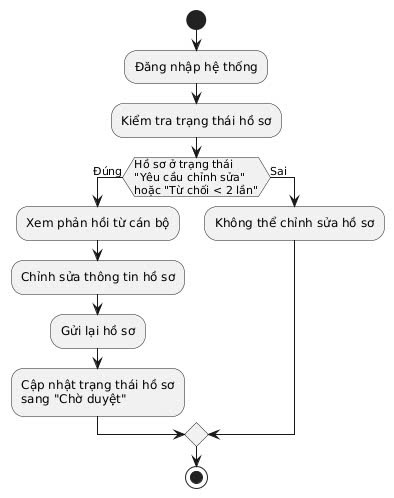 Đăng nhập hệ thống
Kiểm tra trạng thái hồ sơ
Hồ sơ ở trạng thái
"Yêu cầu chỉnh sửa"
hoặc "Từ chối < 2 lần"
Đúng
Sai
Xem phản hồi từ cán bộ
Không thể chỉnh sửa hồ sơ
Chỉnh sửa thông tin hồ sơ
Gửi lại hồ sơ
Cập nhật trạng thái hồ sơ
sang "Chờ duyệt"